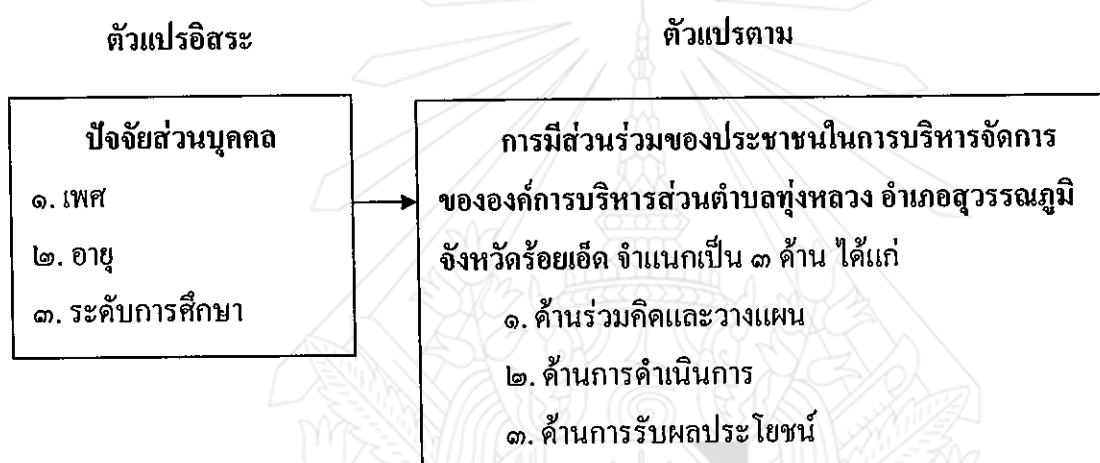 ตัวแปรอิสระ
ตัวแปรตาม
ปัจจัยส่วนบุคคล
๑. เพศ
๒. อายุ
๓. ระดับการศึกษา
การมีส่วนร่วมของประชาชนในการบริหารจัดการ
ขององค์การบริหารส่วนตำบลทุ่งหลวง อำเภอสุวรรณภูมิ
จังหวัดร้อยเอ็ด จำแนกเป็น ๓ ด้าน ได้แก่
๑. ด้านร่วมคิดและวางแผน
๒. ด้านการดำเนินการ
๓. ด้านการรับผลประโยชน์